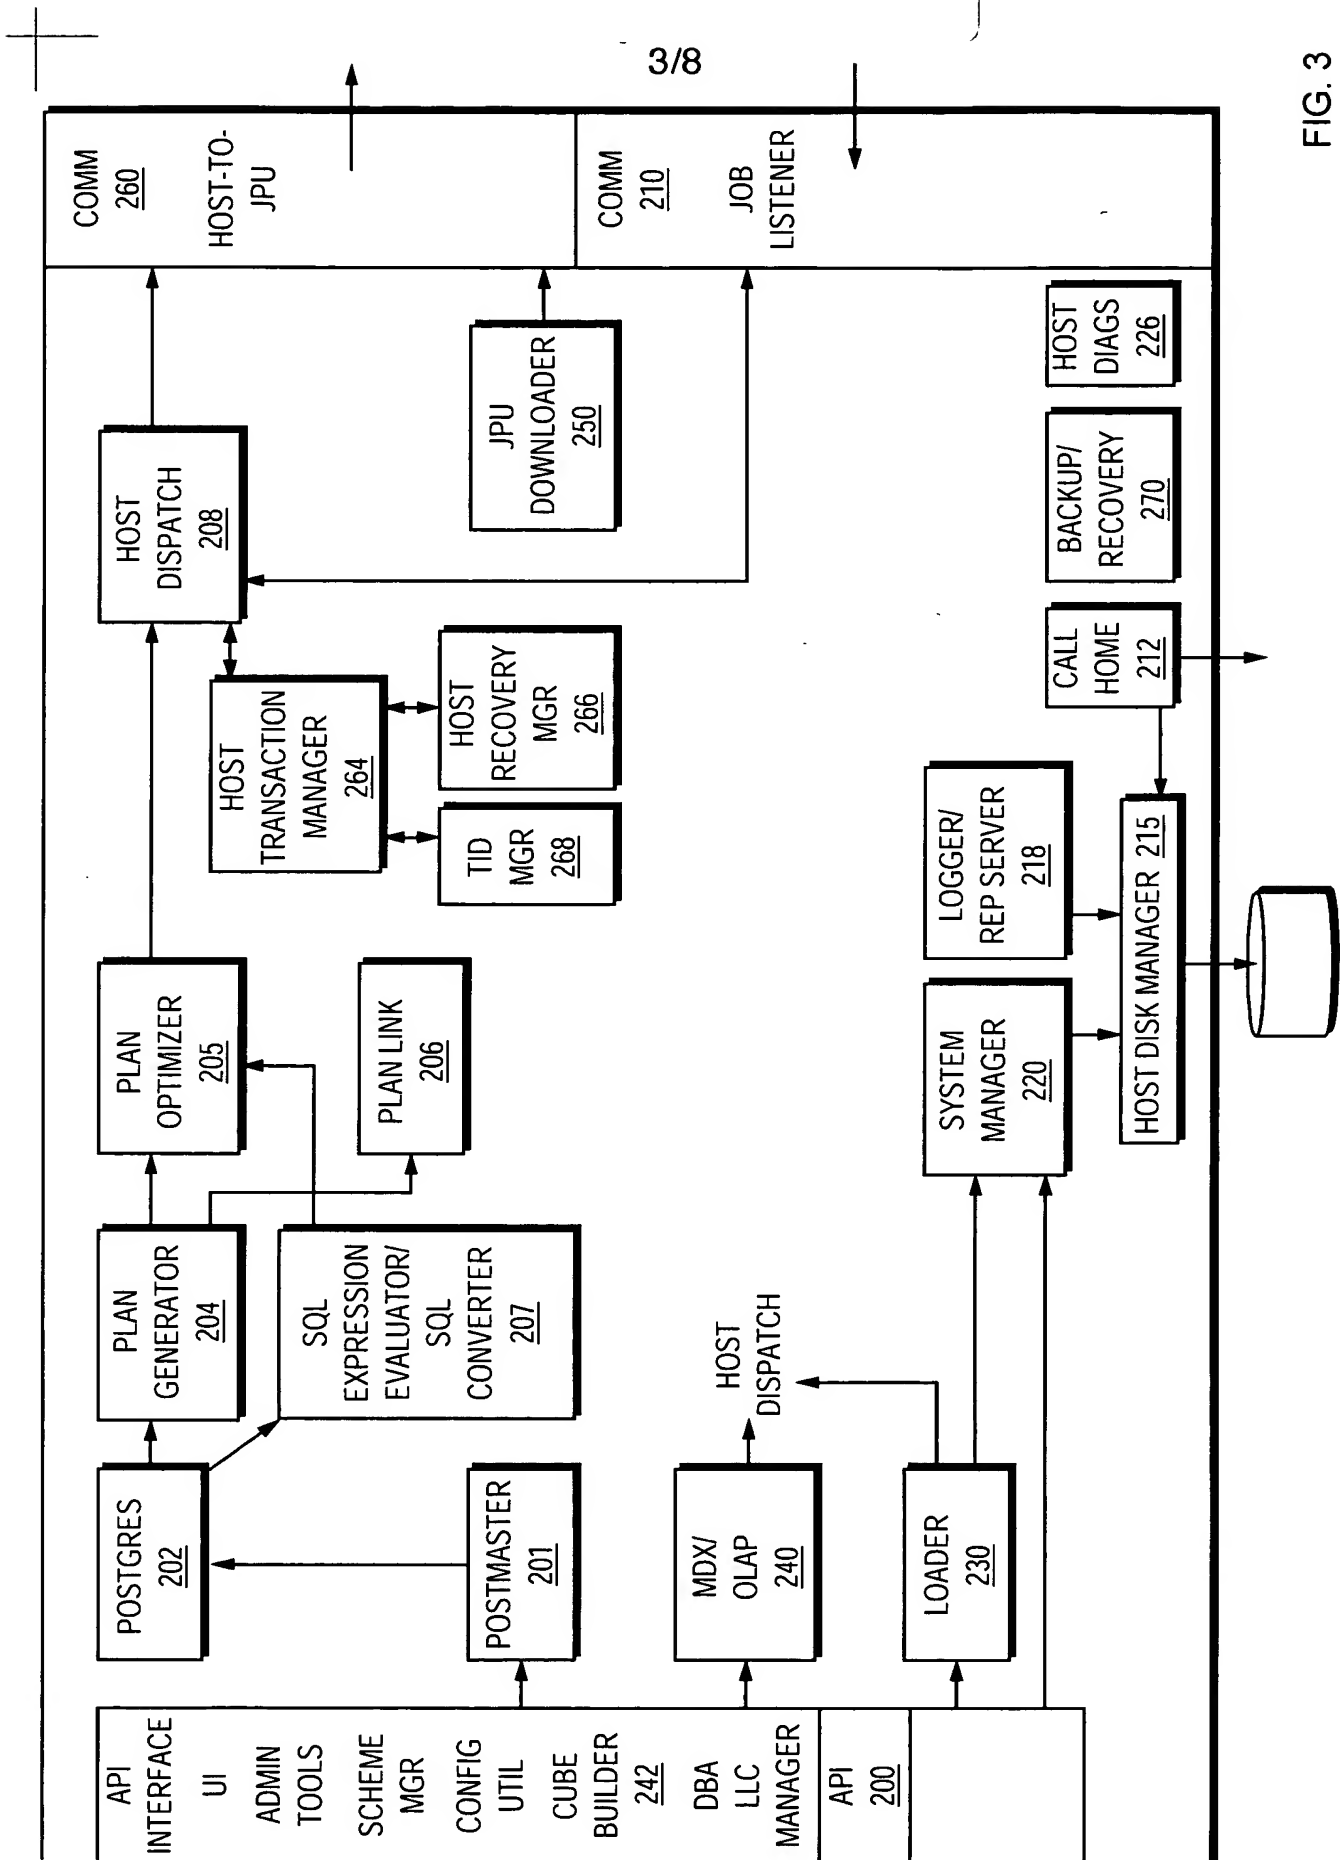 3/8
FIG. 3
API
INTERFACE
UI
ADMIN
TOOLS
SCHEME
MGR
CONFIG
UTIL
CUBE
BUILDER
242
DBA
LLC
MANAGER
API
200
POSTGRES
202
POSTMASTER
201
MDX/
OLAP
240
LOADER
230
PLAN
GENERATOR
204
SQL
EXPRESSION
EVALUATOR/
SQL
CONVERTER
207
HOST
DISPATCH
PLAN
OPTIMIZER
205
PLAN LINK
206
SYSTEM
MANAGER
220
LOGGER/
REP SERVER
218
HOST DISK MANAGER 215
HOST
TRANSACTION
MANAGER
264
TID
MGR
268
HOST
RECOVERY
MGR
266
HOST
DISPATCH
208
JPU
DOWNLOADER
250
CALL
HOME
212
BACKUP/
RECOVERY
270
HOST
DIAGS
226
COMM
260
HOST-TO-
JPU
COMM
210
JOB
LISTENER